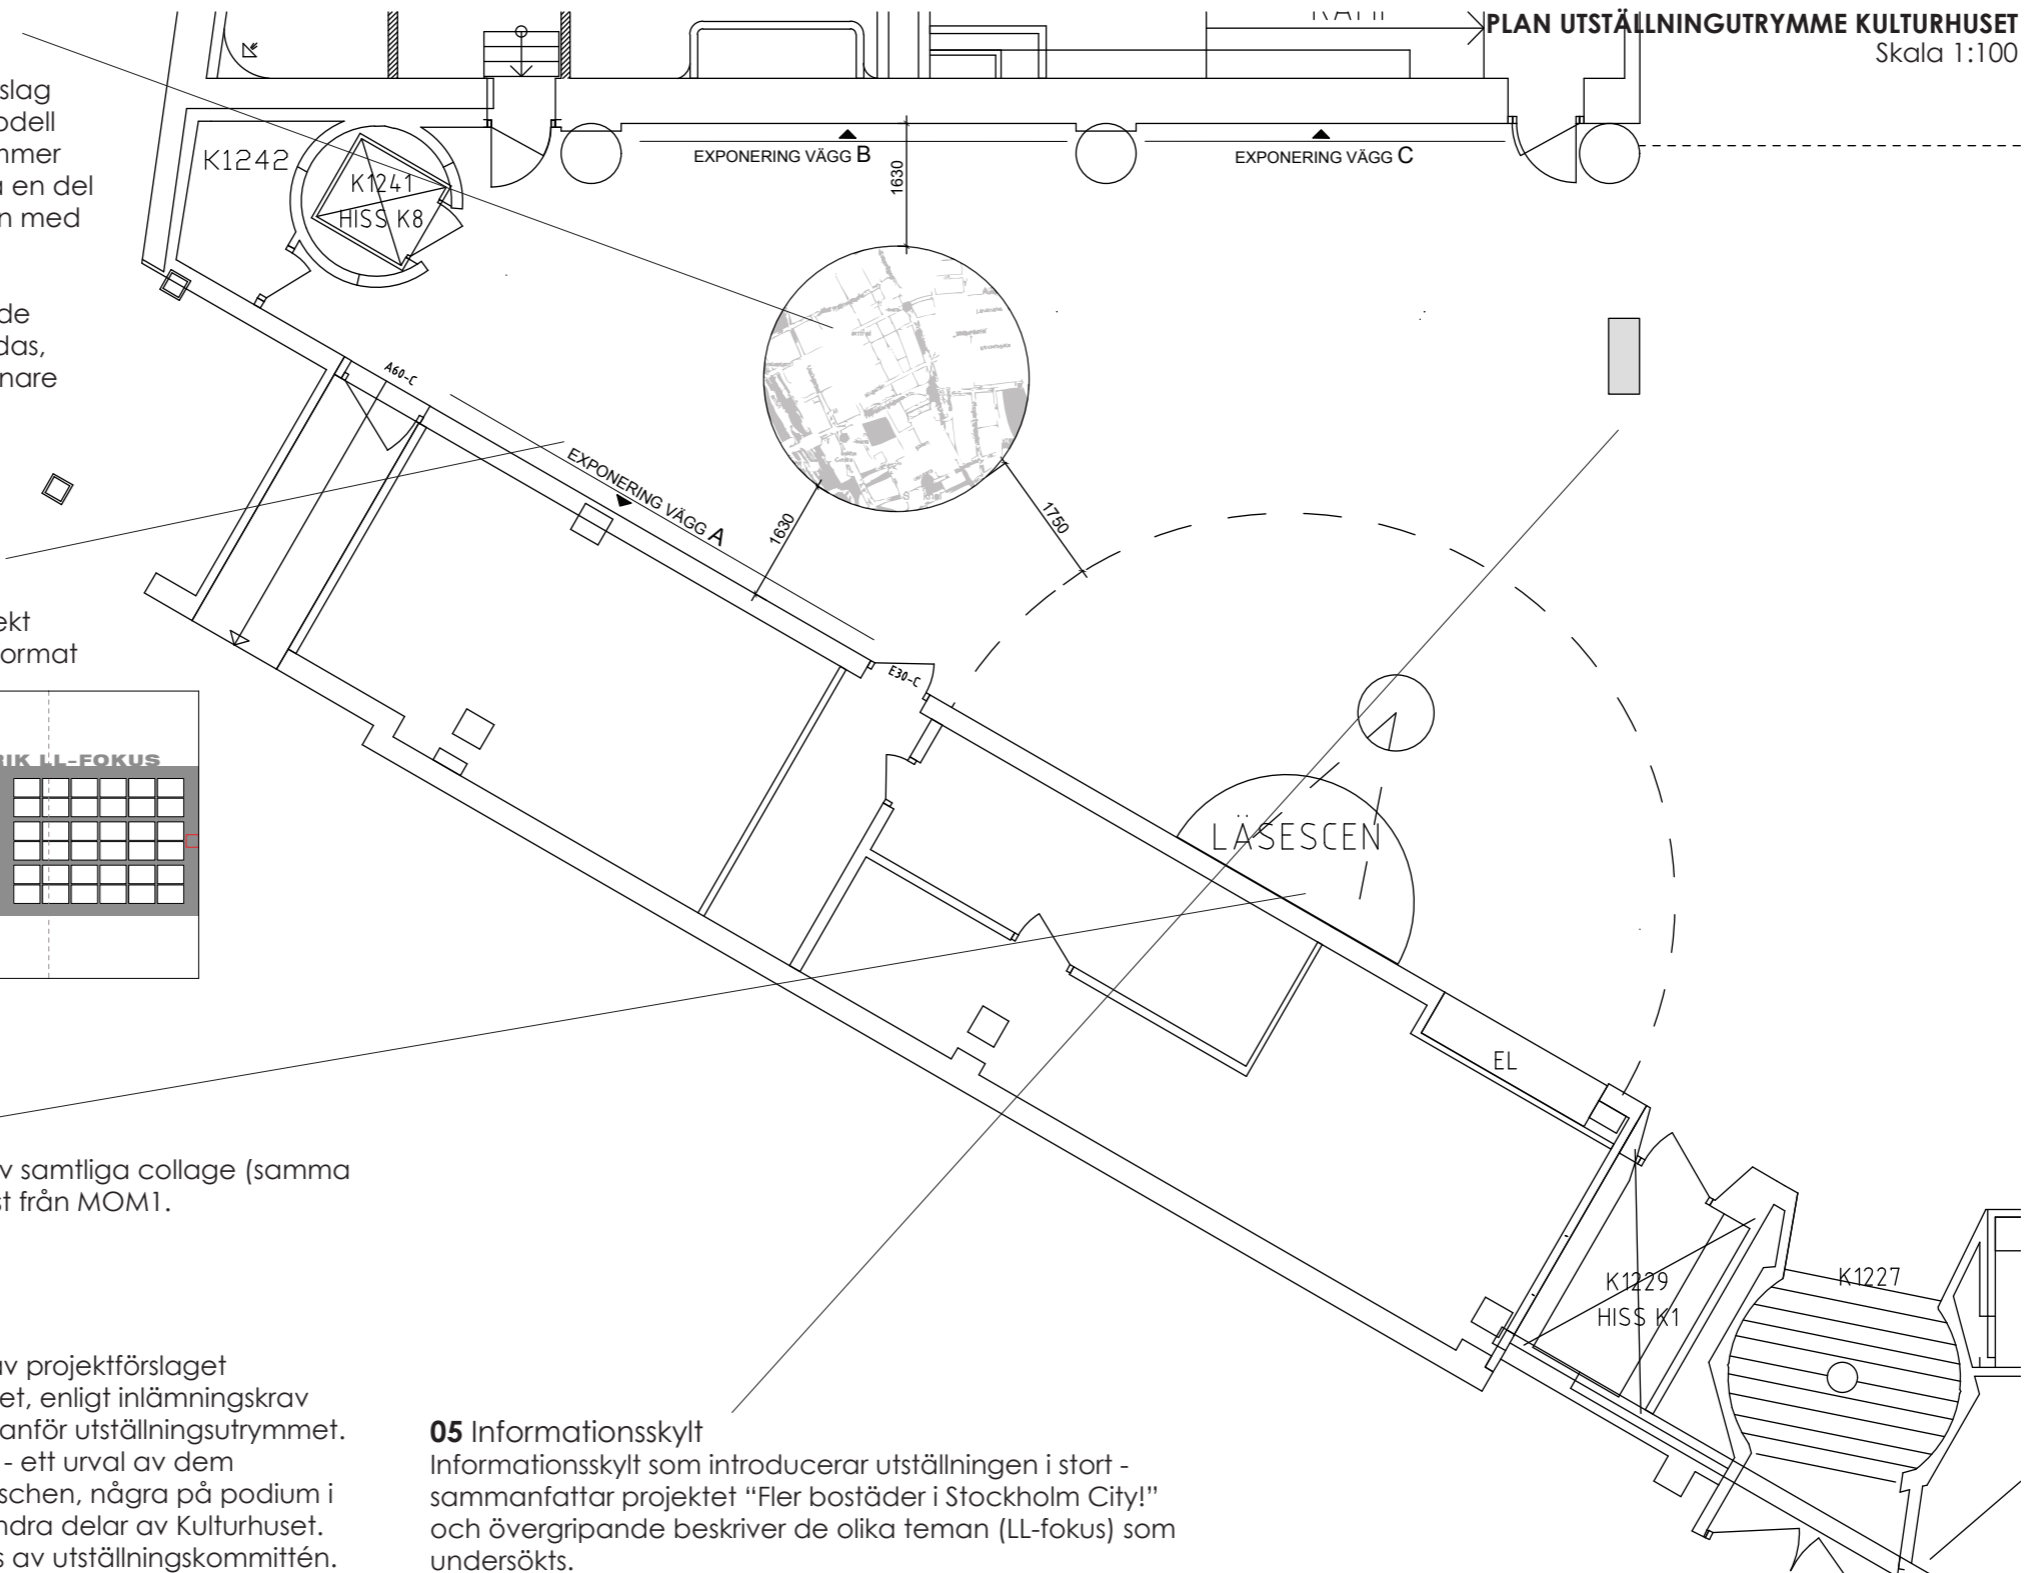 PLAN UTSTÄLLNINGUTRYMME KULTURHUSET
Skala 1:100
slag
odell
mmer
a en del
n med
de
das,
nare
K1242
K1241
HISS K8
EXPONERING VÄGG B
EXPONERING VÄGG C
1630
A60-C
EXPONERING VÄGG A
1630
1750
E30-C
ekt
ormat
RIK LL-FOKUS
LÄSESCEN
EL
K1229
HISS K1
K1227
v samtliga collage (samma
st från MOM1.
av projektförslaget
et, enligt inlämningskrav
anför utställningsutrymmet.
- ett urval av dem
schen, några på podium i
ndra delar av Kulturhuset.
s av utställningskommittén.
05 Informationsskylt
Informationsskylt som introducerar utställningen i stort -
sammanfattar projektet “Fler bostäder i Stockholm City!”
och övergripande beskriver de olika teman (LL-fokus) som
undersökts.